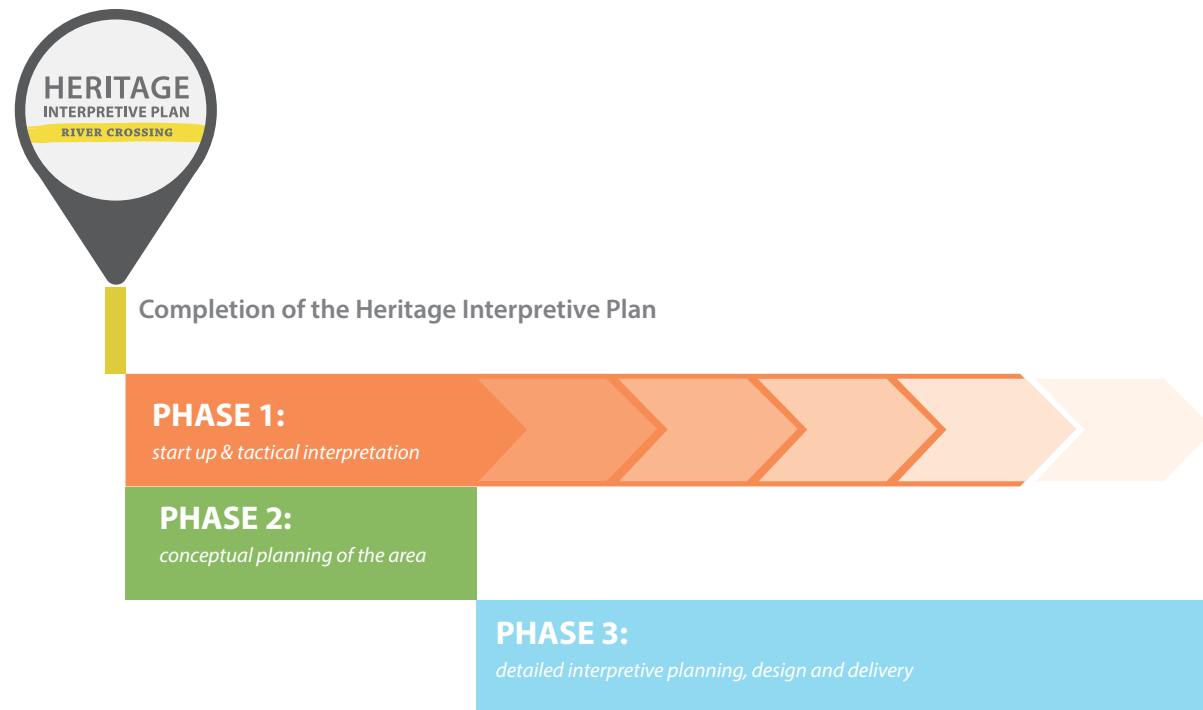 HERITAGE
INTERPRETIVE PLAN
RIVER CROSSING
Completion of the Heritage Interpretive Plan
PHASE 1:
start up & tactical interpretation
PHASE 2:
conceptual planning of the area
PHASE 3:
detailed interpretive planning, design and delivery